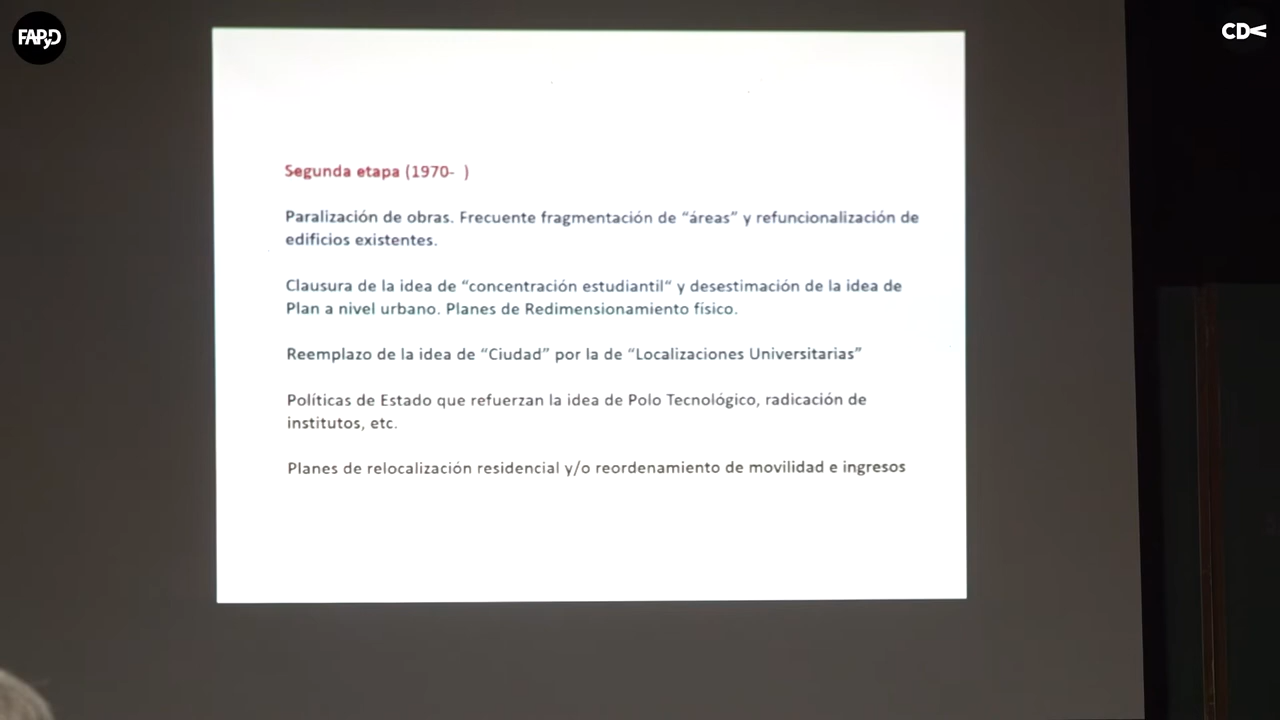 FAPyD
CDV
Segunda etapa (1970-  )
Paralización de obras. Frecuente fragmentación de “áreas” y refuncionalización de
edificios existentes.
Clausura de la idea de “concentración estudiantil“ y desestimación de la idea de
Plan a nivel urbano. Planes de Redimensionamiento físico.
Reemplazo de la idea de “Ciudad” por la de “Localizaciones Universitarias”
Políticas de Estado que refuerzan la idea de Polo Tecnológico, radicación de
institutos, etc.
Planes de relocalización residencial y/o reordenamiento de movilidad e ingresos